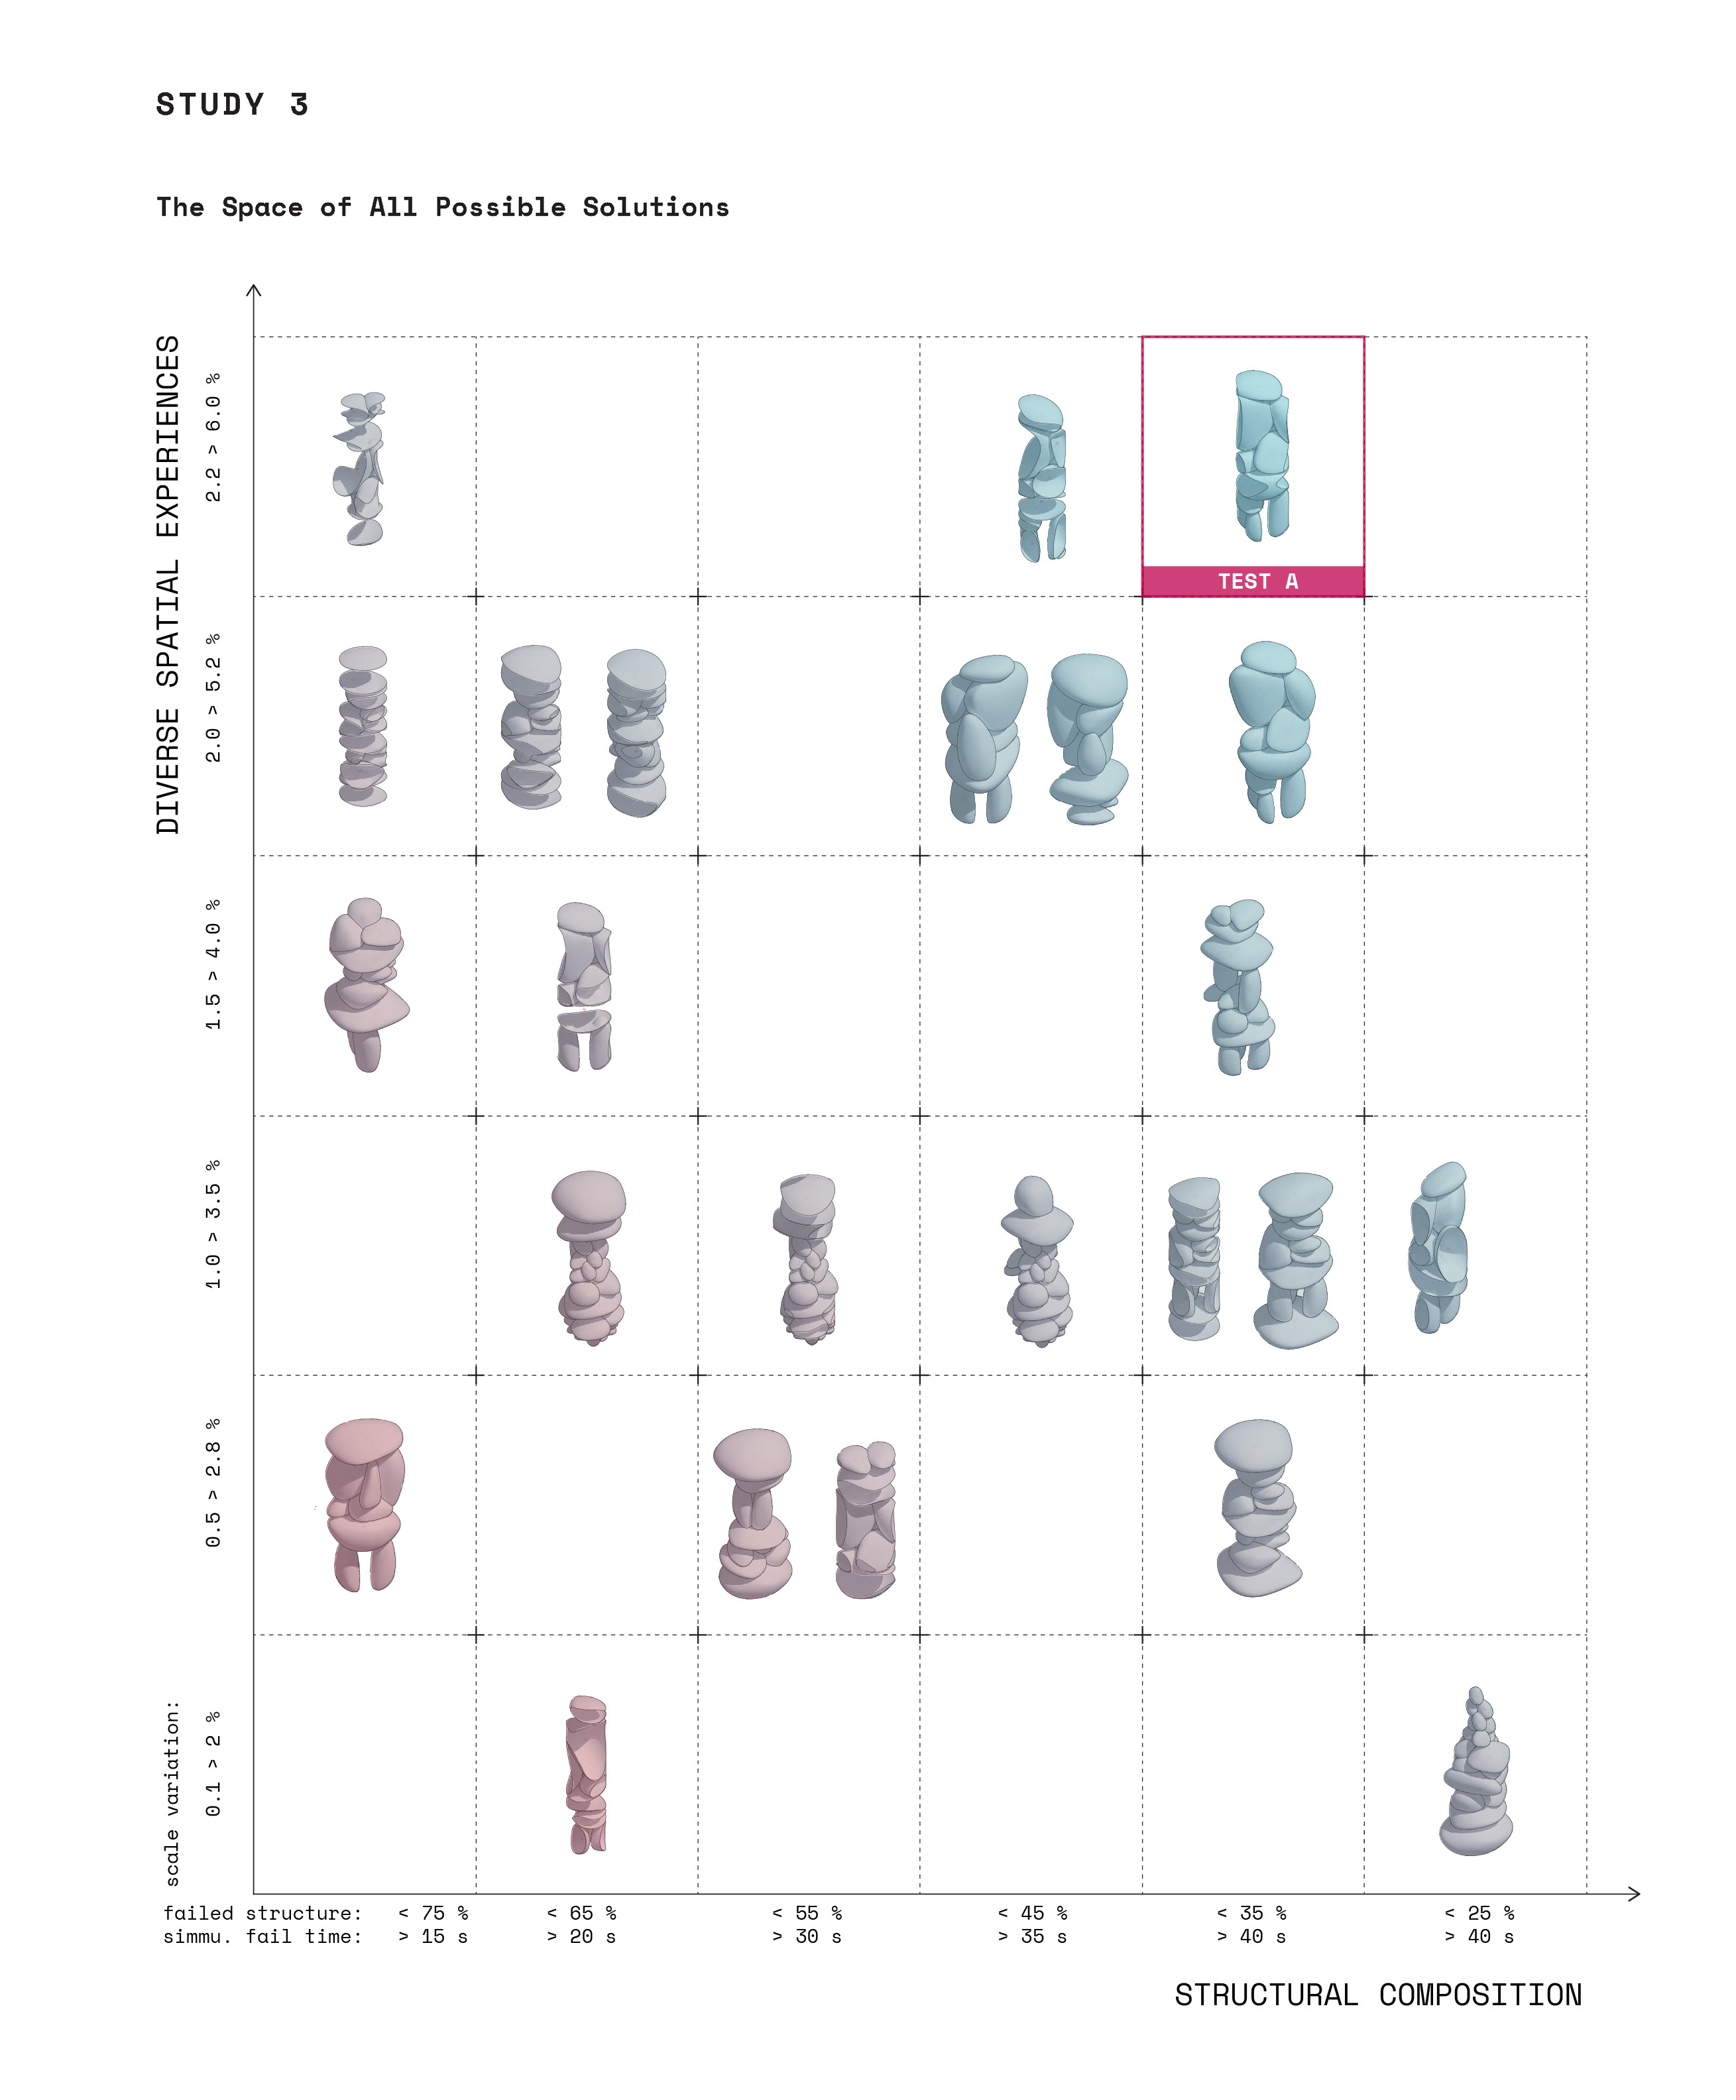 STUDY 3
The Space of All Possible Solutions
DIVERSE SPATIAL EXPERIENCES
2.2 > 6.0 %
TEST A
2.0 > 5.2 %
1.5 > 4.0 %
1.0 > 3.5 %
0.5 > 2.8 %
scale variation:
0.1 > 2 %
failed structure: < 75 % < 65 % < 55 % < 45 % < 35 % < 25 %
simmu. fail time: > 15 s > 20 s > 30 s > 35 s > 40 s > 40 s
STRUCTURAL COMPOSITION